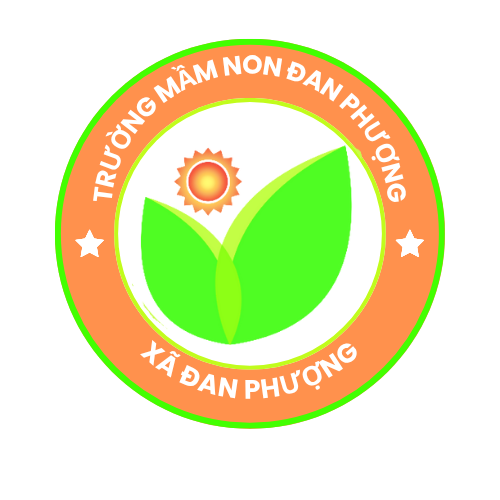 TRƯỜNG MẦM NON ĐAN PHƯỢNG
XÃ ĐAN PHƯỢNG